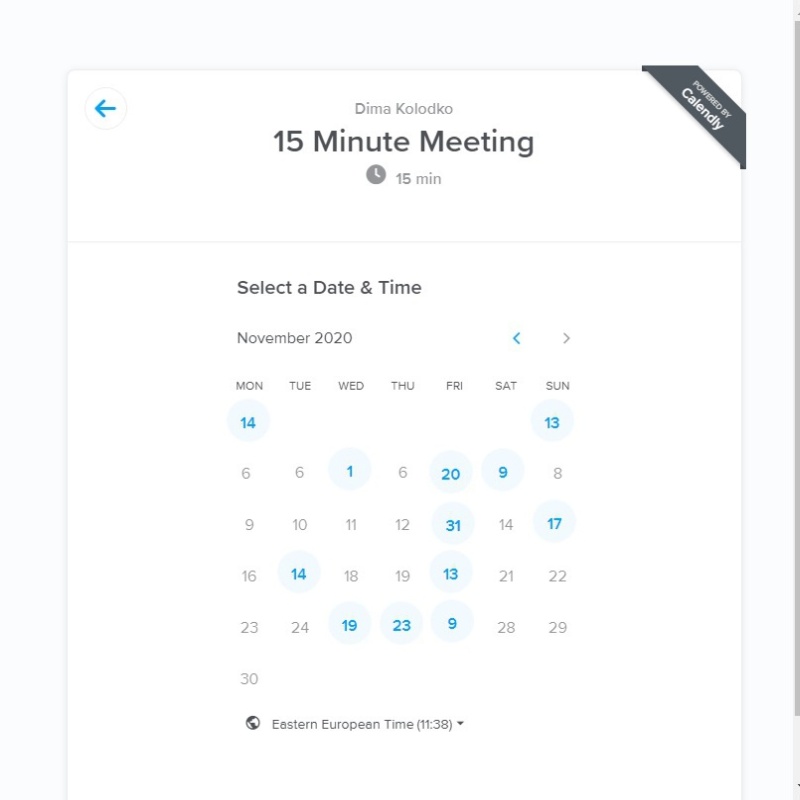 POWERED BY
Calendly
Dima Kolodko
15 Minute Meeting
15 min
Select a Date & Time
November 2020
MON TUE WED THU FRI SAT SUN
14 13
6 6 1 6 20 9 8
9 10 11 12 31 14 17
16 14 18 19 13 21 22
23 24 19 23 9 28 29
30
Eastern European Time (11:38)